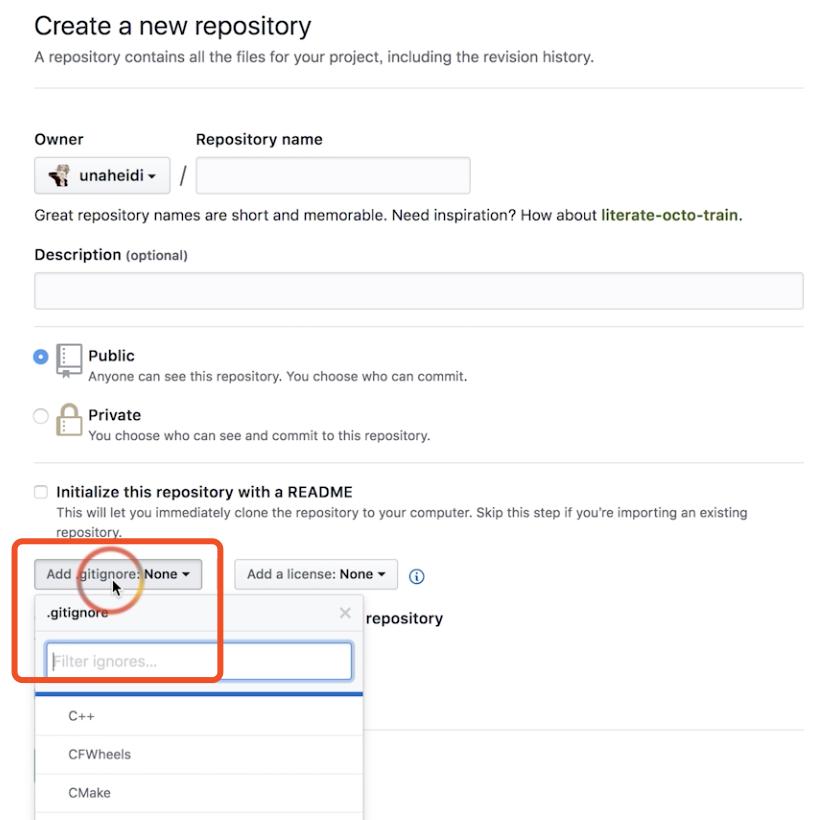 Create a new repository
A repository contains all the files for your project, including the revision history.
Owner
Repository name
unaheidi
/
Great repository names are short and memorable. Need inspiration? How about literate-octo-train.
Description (optional)
Public
Anyone can see this repository. You choose who can commit.
Private
You choose who can see and commit to this repository.
Initialize this repository with a README
This will let you immediately clone the repository to your computer. Skip this step if you're importing an existing
repository.
Add .gitignore: None
Add a license: None
.gitignore
repository
Filter ignores...
C++
CFWheels
CMake